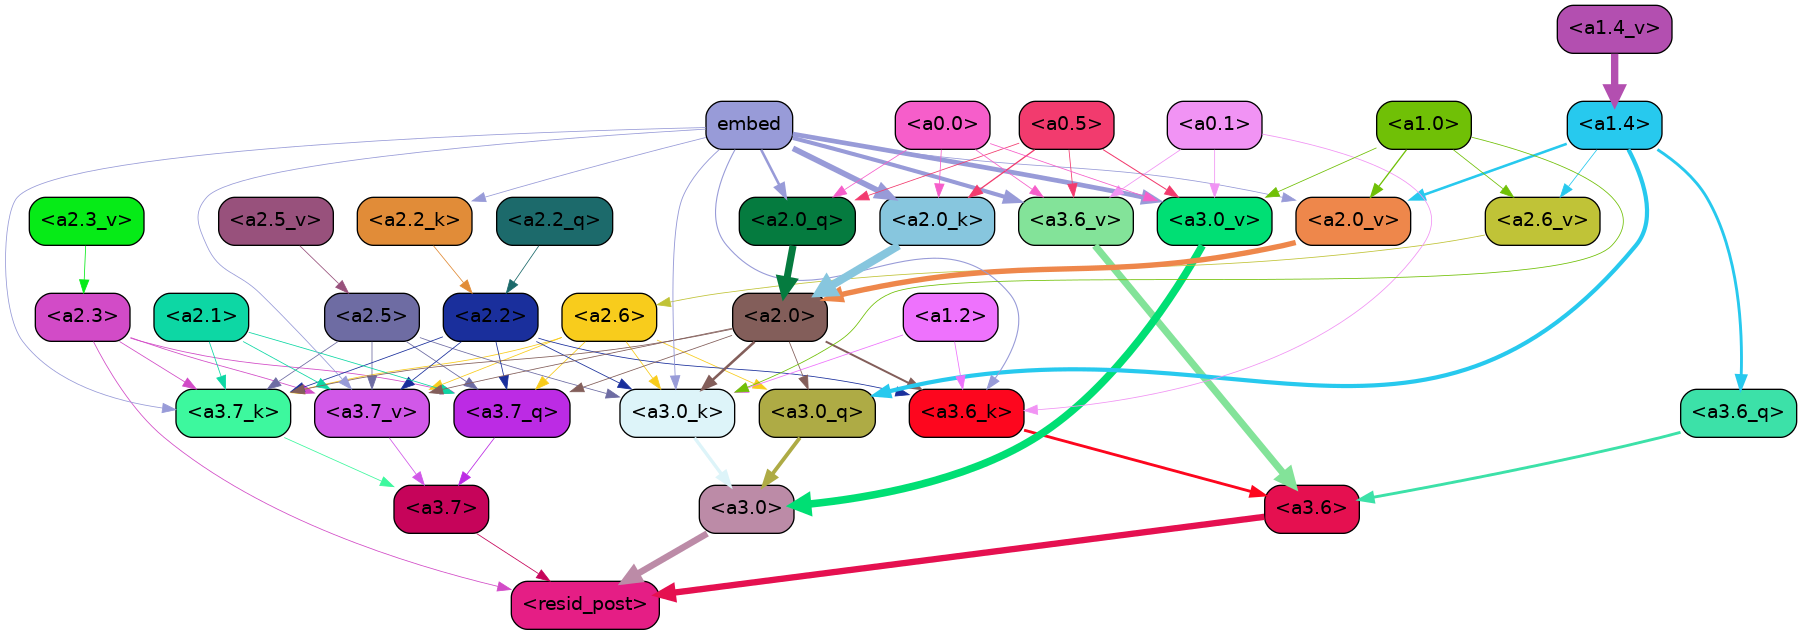 <a1.4_v>
embed
<a0.0>
<a0.5>
<a0.1>
<a1.0>
<a1.4>
<a2.3_v>
<a2.5_v>
<a2.2_k>
<a2.2_q>
<a2.0_q>
<a2.0_k>
<a3.6_v>
<a3.0_v>
<a2.0_v>
<a2.6_v>
<a2.3>
<a2.1>
<a2.5>
<a2.2>
<a2.6>
<a2.0>
<a1.2>
<a3.7_k>
<a3.7_v>
<a3.7_q>
<a3.0_k>
<a3.0_q>
<a3.6_k>
<a3.6_q>
<a3.7>
<a3.0>
<a3.6>
<resid_post>